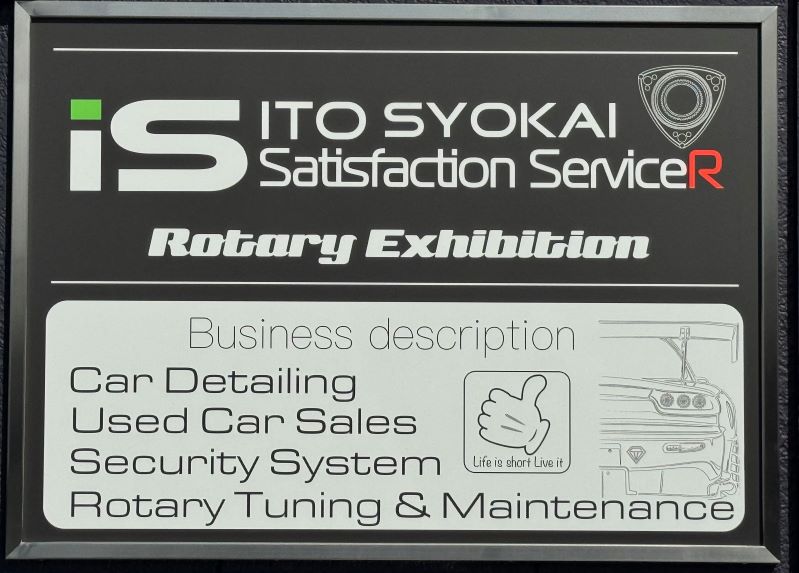 iS
ITO SYOKAI
Satisfaction ServiceR
Rotary Exhibition
Business description
Car Detailing
Used Car Sales
Security System
Life is short Live it
Rotary Tuning & Maintenance